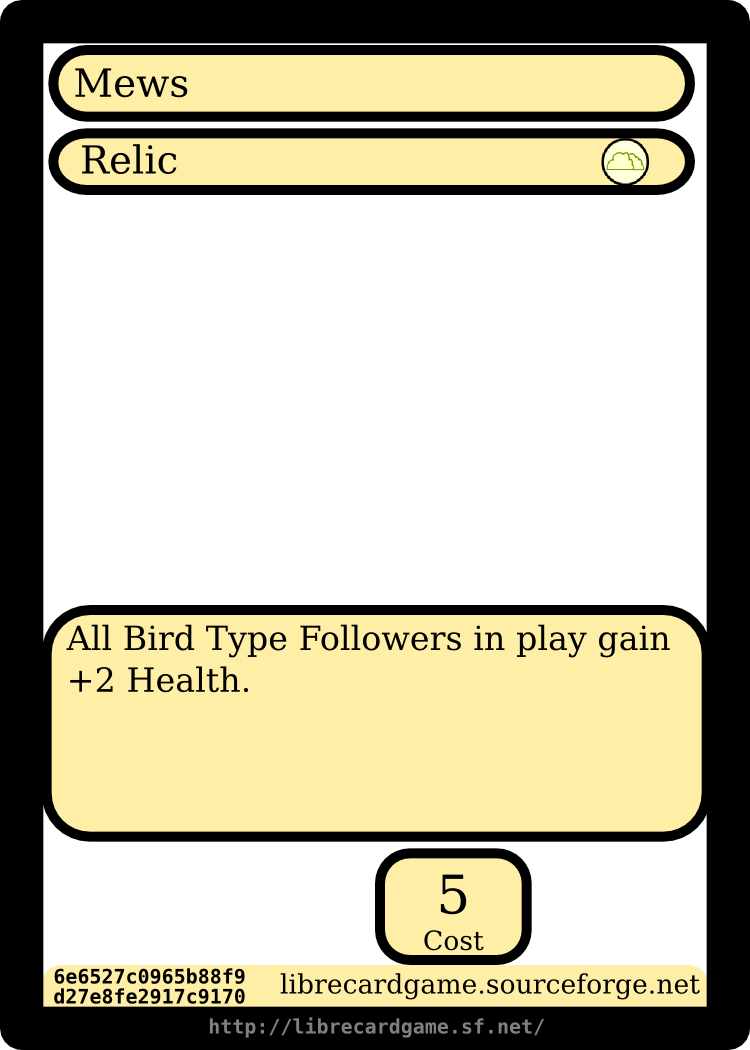 Mews
Relic
All Bird Type Followers in play gain
+2 Health.
5
Cost
6e6527c0965b88f9
d27e8fe2917c9170
librecardgame.sourceforge.net
http://librecardgame.sf.net/